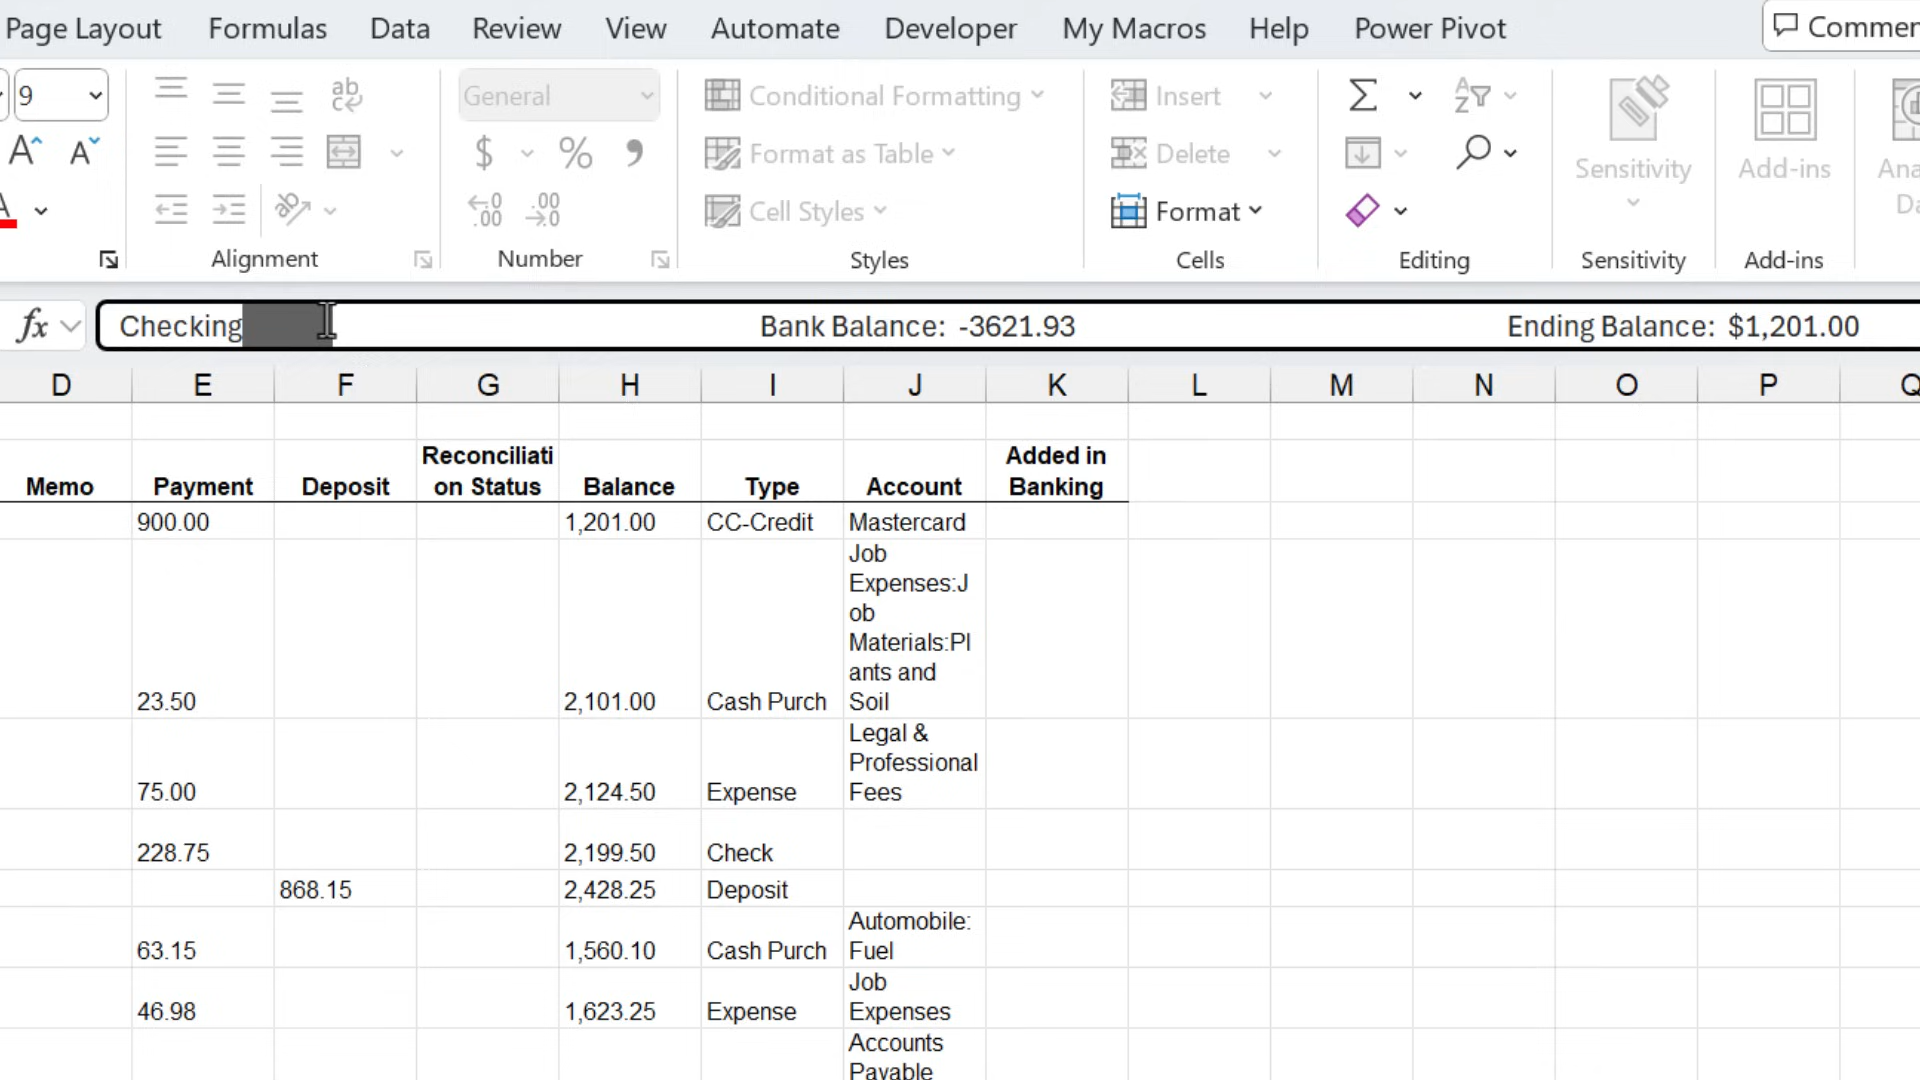 Page Layout Formulas Data Review View Automate Developer My Macros Help Power Pivot Commen
9 ab General Conditional Formatting Insert Sensitivity Add-ins
A A $ % , Format as Table Delete Ana
A .00 .00 Cell Styles Format Da
Alignment Number Styles Cells Editing Sensitivity Add-ins
fx Checking Bank Balance: -3621.93 Ending Balance: $1,201.00
D E F G H I J K L M N O P Q
Memo Payment Deposit Reconciliati
on Status Balance Type Account Added in
Banking
900.00 1,201.00 CC-Credit Mastercard
23.50 2,101.00 Cash Purch Job
Expenses:J
ob
Materials:Pl
ants and
Soil
75.00 2,124.50 Expense Legal &
Professional
Fees
228.75 2,199.50 Check
868.15 2,428.25 Deposit
63.15 1,560.10 Cash Purch Automobile:
Fuel
46.98 1,623.25 Expense Job
Expenses
Accounts
Payable